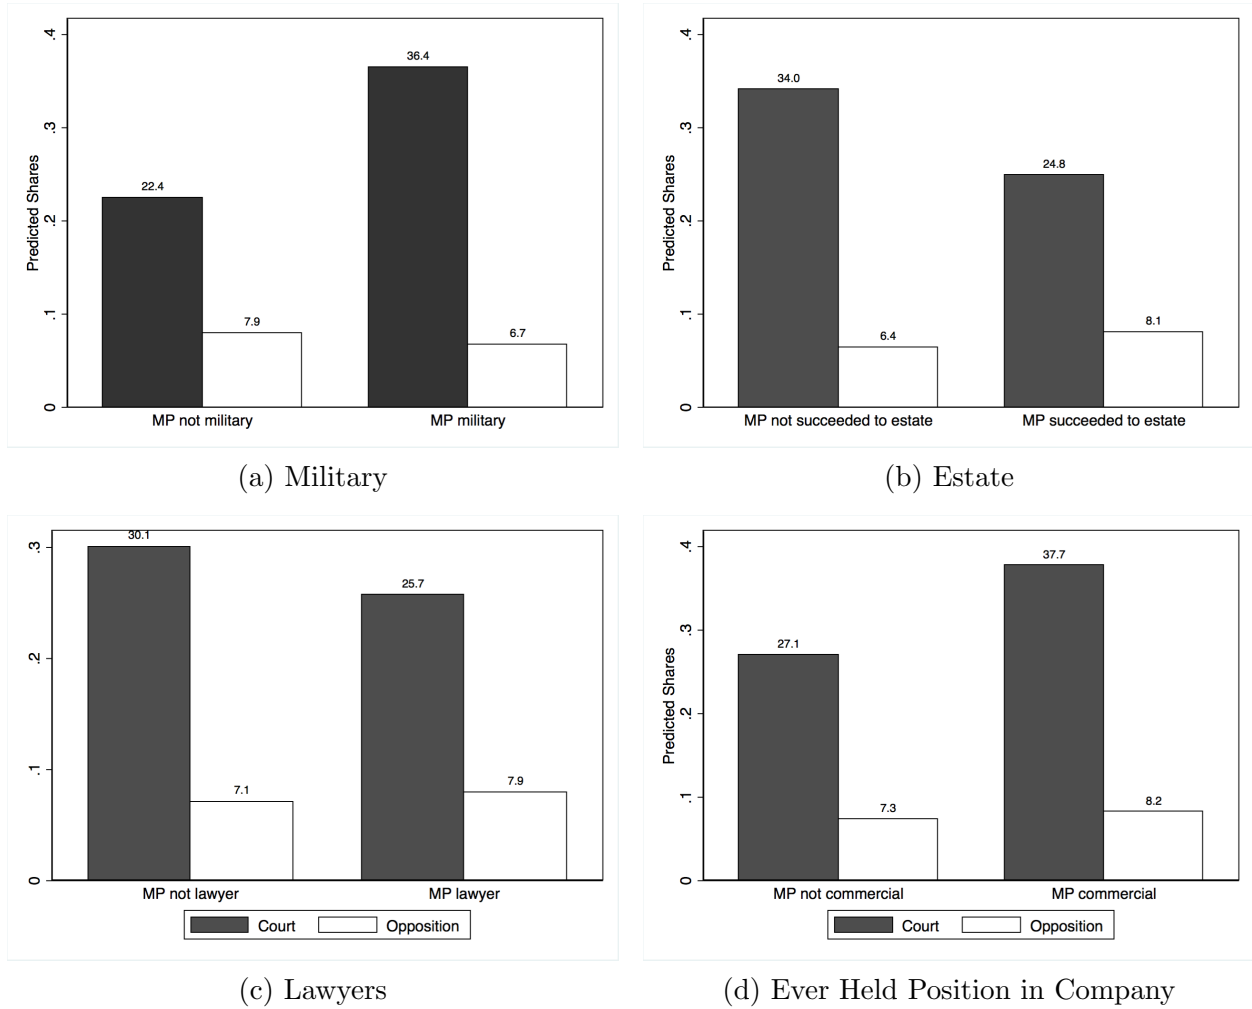 Predicted Shares
.4
.3
.2
.1
0
22.4
7.9
36.4
6.7
MP not military
MP military
(a) Military
Predicted Shares
.4
.3
.2
.1
0
34.0
6.4
24.8
8.1
MP not succeeded to estate
MP succeeded to estate
(b) Estate
.3
.2
.1
0
30.1
7.1
25.7
7.9
MP not lawyer
MP lawyer
Court
Opposition
(c) Lawyers
Predicted Shares
.4
.3
.2
.1
0
27.1
7.3
37.7
8.2
MP not commercial
MP commercial
Court
Opposition
(d) Ever Held Position in Company